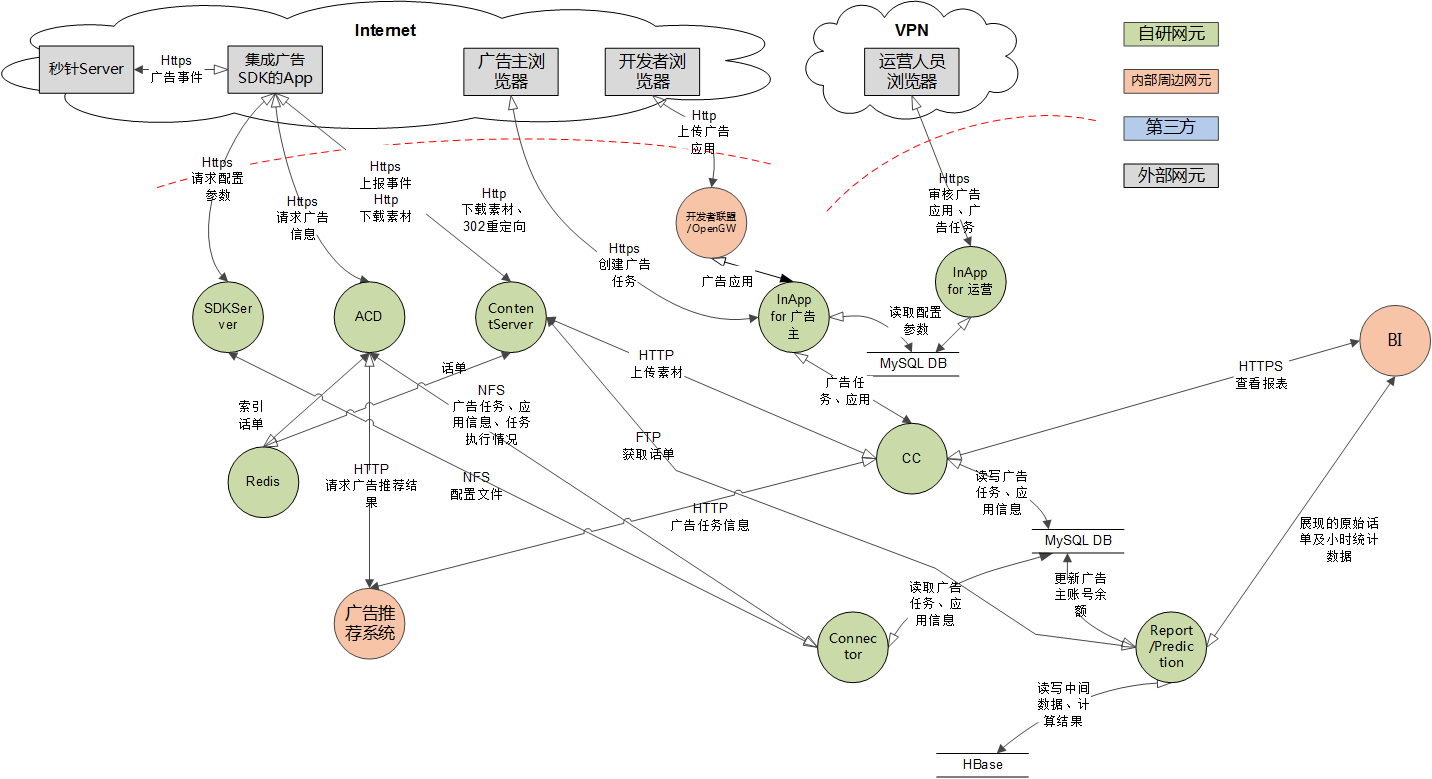 Internet
VPN
自研网元
内部周边网元
第三方
外部网元
秒针Server
Https
广告事件
集成广告
SDK的App
广告主浏
览器
开发者浏
览器
运营人员
浏览器
Http
上传广告
应用
Https
请求配置
参数
Https
上报事件
Http
下载素材
Https
请求广告
信息
Http
下载素材、
302重定向
Https
审核广告
应用、广
告任务
开发者联盟
/OpenGW
Https
创建广告
任务
广告应用
SDKSer
ver
ACD
Conten
tServer
InApp
for 广告
主
InApp
for 运营
读取配置
参数
MySQL DB
BI
HTTP
上传素材
话单
HTTPS
查看报表
NFS
广告任务、应
用信息、任务
执行情况
广告任
务、应用
索引
话单
FTP
获取话单
CC
Redis
HTTP
请求广告推荐结
果
NFS
配置文件
读写广告
任务、应
用信息
HTTP
广告任务信息
MySQL DB
展现的原始话
单及小时统计
数据
读取广告
任务、应
用信息
更新广告
主账号余
额
广告推
荐系统
Connec
tor
Report
/Predic
tion
读写中间
数据、计
算结果
HBase